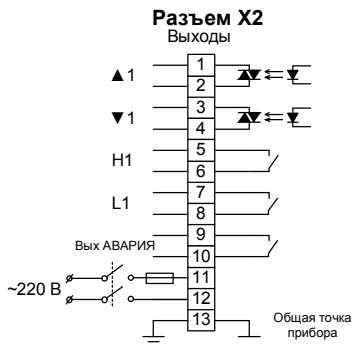 Разъем X2
Выходы
▲1
▼1
H1
L1
Вых АВАРИЯ
~220 В
1
2
3
4
5
6
7
8
9
10
11
12
13
Общая точка
прибора